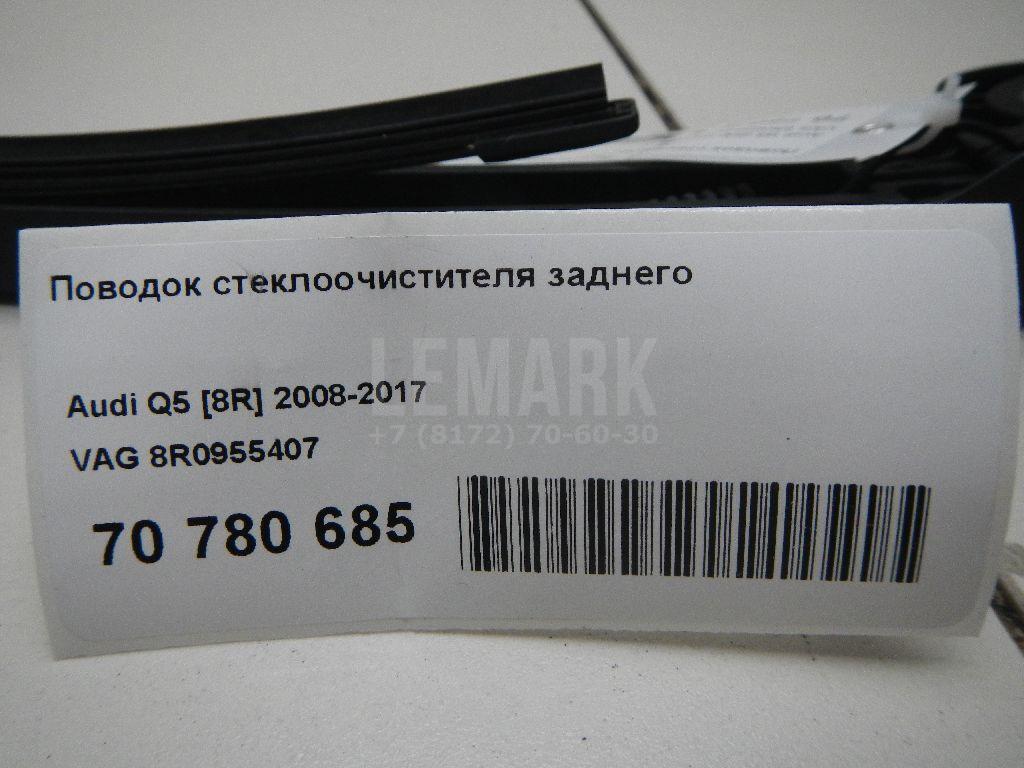 Поводок стеклоочистителя заднего
LEMARK
+7 (8172) 70-60-30
Audi Q5 [8R] 2008-2017
VAG 8R0955407
70 780 685